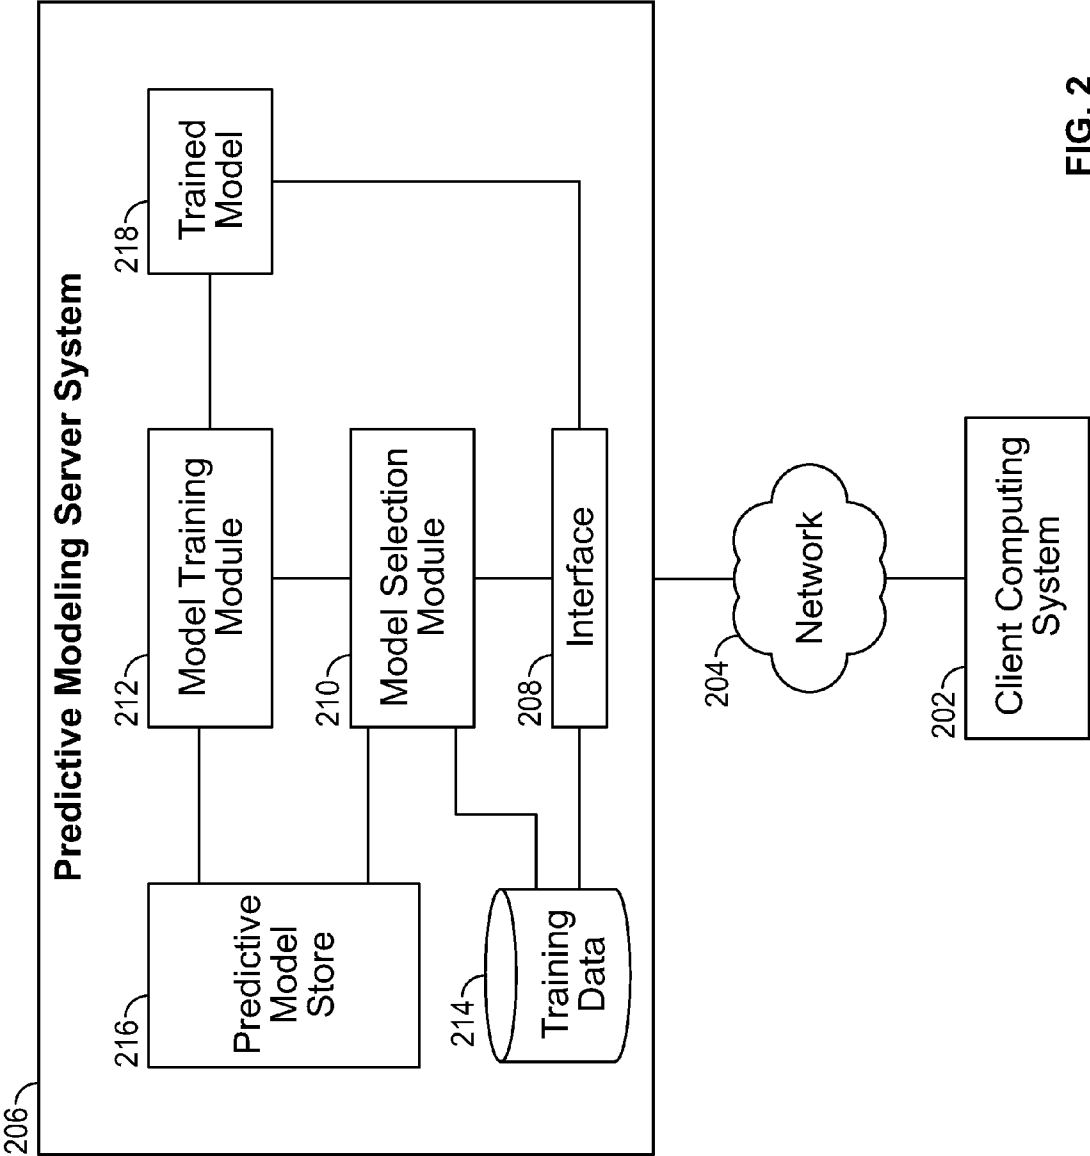 206
Predictive Modeling Server System
216
Predictive
Model
Store
212
Model Training
Module
218
Trained
Model
210
Model Selection
Module
214
Training
Data
208
Interface
204
Network
202
Client Computing
System
FIG. 2